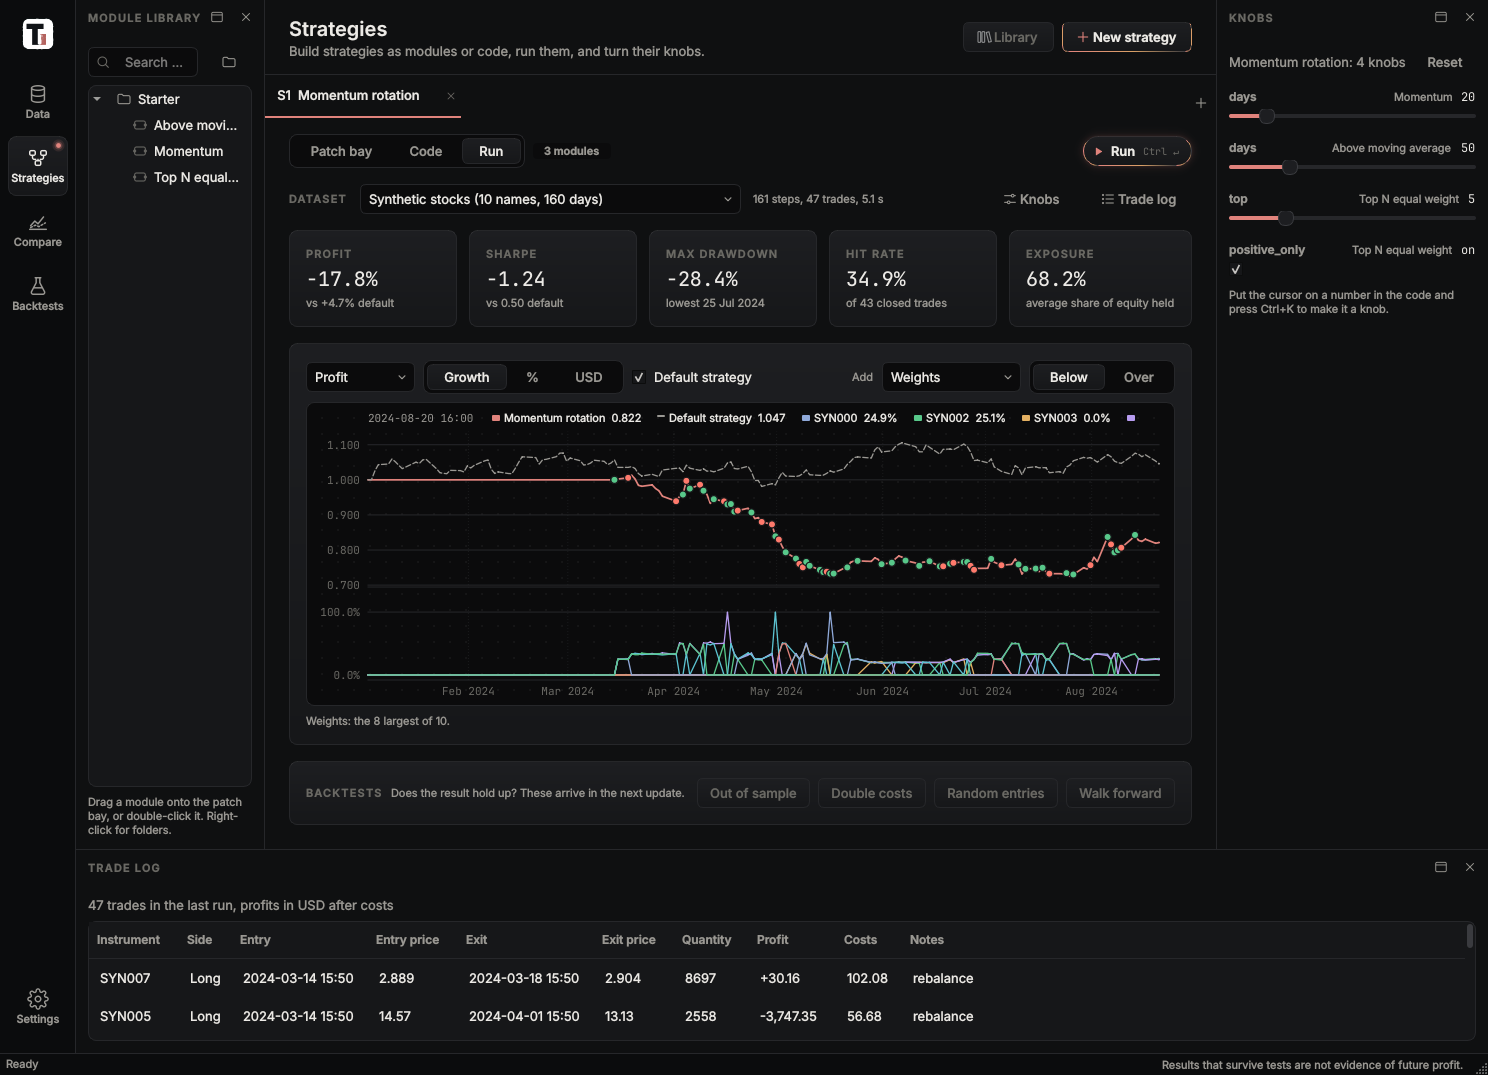 MODULE LIBRARY
Search ...
Starter
Above movi...
Momentum
Top N equal...
Drag a module onto the patch
bay, or double-click it. Right-
click for folders.
Data
Strategies
Compare
Backtests
Settings
Strategies
Build strategies as modules or code, run them, and turn their knobs.
Library
+ New strategy
S1 Momentum rotation
Patch bay Code Run 3 modules
Run Ctrl ↵
DATASET Synthetic stocks (10 names, 160 days) 161 steps, 47 trades, 5.1 s
Knobs Trade log
PROFIT
-17.8%
vs +4.7% default
SHARPE
-1.24
vs 0.50 default
MAX DRAWDOWN
-28.4%
lowest 25 Jul 2024
HIT RATE
34.9%
of 43 closed trades
EXPOSURE
68.2%
average share of equity held
Profit Growth % USD Default strategy Add Weights Below Over
2024-08-20 16:00 Momentum rotation 0.822 Default strategy 1.047 SYN000 24.9% SYN002 25.1% SYN003 0.0%
1.100
1.000
0.900
0.800
0.700
100.0%
0.0%
Feb 2024 Mar 2024 Apr 2024 May 2024 Jun 2024 Jul 2024 Aug 2024
Weights: the 8 largest of 10.
BACKTESTS Does the result hold up? These arrive in the next update. Out of sample Double costs Random entries Walk forward
KNOBS
Momentum rotation: 4 knobs Reset
days Momentum 20
days Above moving average 50
top Top N equal weight 5
positive_only Top N equal weight on
Put the cursor on a number in the code and
press Ctrl+K to make it a knob.
TRADE LOG
47 trades in the last run, profits in USD after costs
Instrument Side Entry Entry price Exit Exit price Quantity Profit Costs Notes
SYN007 Long 2024-03-14 15:50 2.889 2024-03-18 15:50 2.904 8697 +30.16 102.08 rebalance
SYN005 Long 2024-03-14 15:50 14.57 2024-04-01 15:50 13.13 2558 -3,747.35 56.68 rebalance
Ready
Results that survive tests are not evidence of future profit.